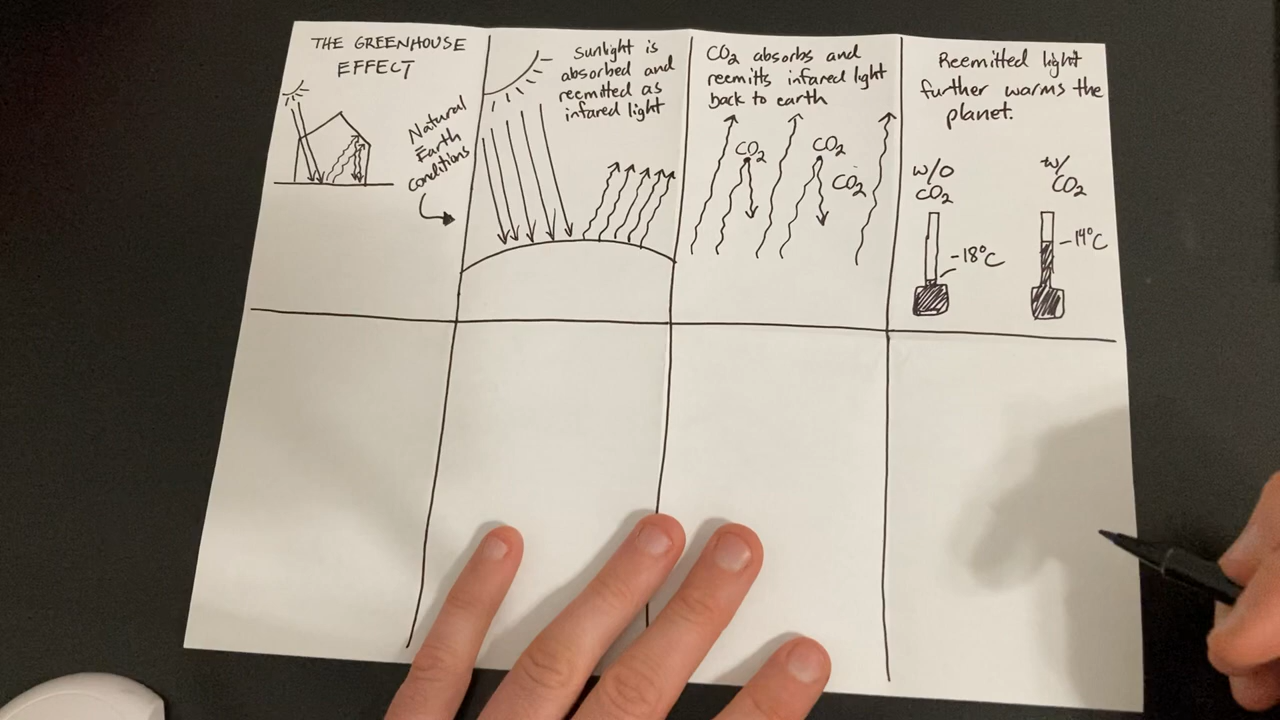 THE GREENHOUSE
EFFECT
Natural
Earth
conditions
Sunlight is
absorbed and
reemitted as
infared light
CO2 absorbs and
reemitts infared light
back to earth
CO2
CO2
CO2
Reemitted light
further warms the
planet.
w/o
CO2
-18°C
w/
CO2
-14°C